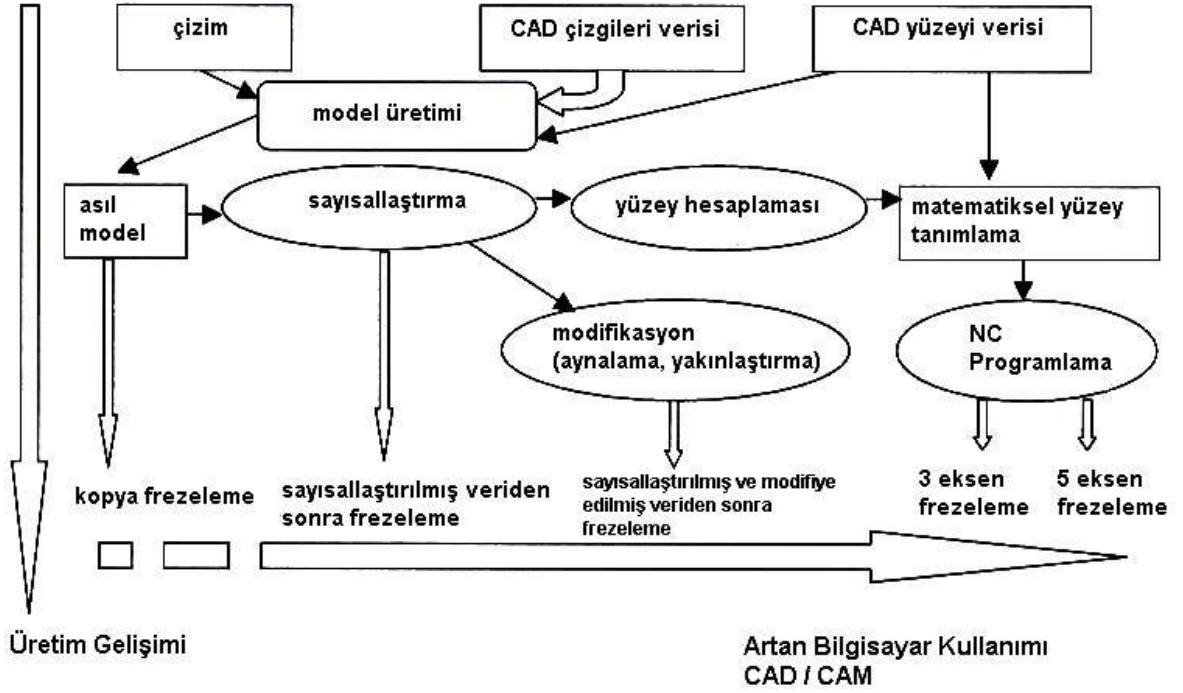 çizim
CAD çizgileri verisi
CAD yüzeyi verisi
model üretimi
asıl
model
sayısallaştırma
yüzey hesaplaması
matematiksel yüzey
tanımlama
modifikasyon
(aynalama, yakınlaştırma)
NC
Programlama
kopya frezeleme
sayısallaştırılmış veriden
sonra frezeleme
sayısallaştırılmış ve modifiye
edilmiş veriden sonra
frezeleme
3 eksen
frezeleme
5 eksen
frezeleme
Üretim Gelişimi
Artan Bilgisayar Kullanımı
CAD / CAM